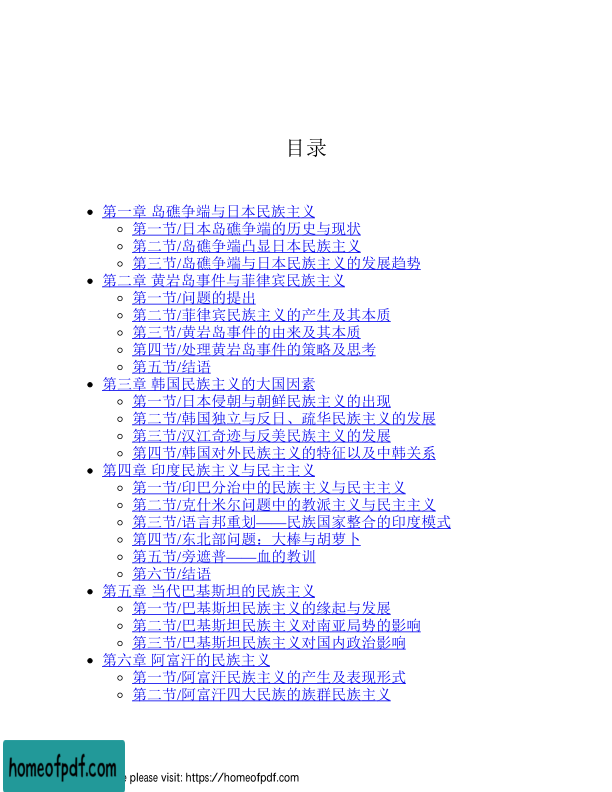 目录
第一章 岛礁争端与日本民族主义
第一节/日本岛礁争端的历史与现状
第二节/岛礁争端凸显日本民族主义
第三节/岛礁争端与日本民族主义的发展趋势
第二章 黄岩岛事件与菲律宾民族主义
第一节/问题的提出
第二节/菲律宾民族主义的产生及其本质
第三节/黄岩岛事件的由来及其本质
第四节/处理黄岩岛事件的策略及思考
第五节/结语
第三章 韩国民族主义的大国因素
第一节/日本侵朝与朝鲜民族主义的出现
第二节/韩国独立与反日、疏华民族主义的发展
第三节/汉江奇迹与反美民族主义的发展
第四节/韩国对外民族主义的特征以及中韩关系
第四章 印度民族主义与民主主义
第一节/印巴分治中的民族主义与民主主义
第二节/克什米尔问题中的教派主义与民主主义
第三节/语言邦重划——民族国家整合的印度模式
第四节/东北部问题：大棒与胡萝卜
第五节/旁遮普——血的教训
第六节/结语
第五章 当代巴基斯坦的民族主义
第一节/巴基斯坦民族主义的缘起与发展
第二节/巴基斯坦民族主义对南亚局势的影响
第三节/巴基斯坦民族主义对国内政治影响
第六章 阿富汗的民族主义
第一节/阿富汗民族主义的产生及表现形式
第二节/阿富汗四大民族的族群民族主义
homeofpdf.com
please visit: https://homeofpdf.com